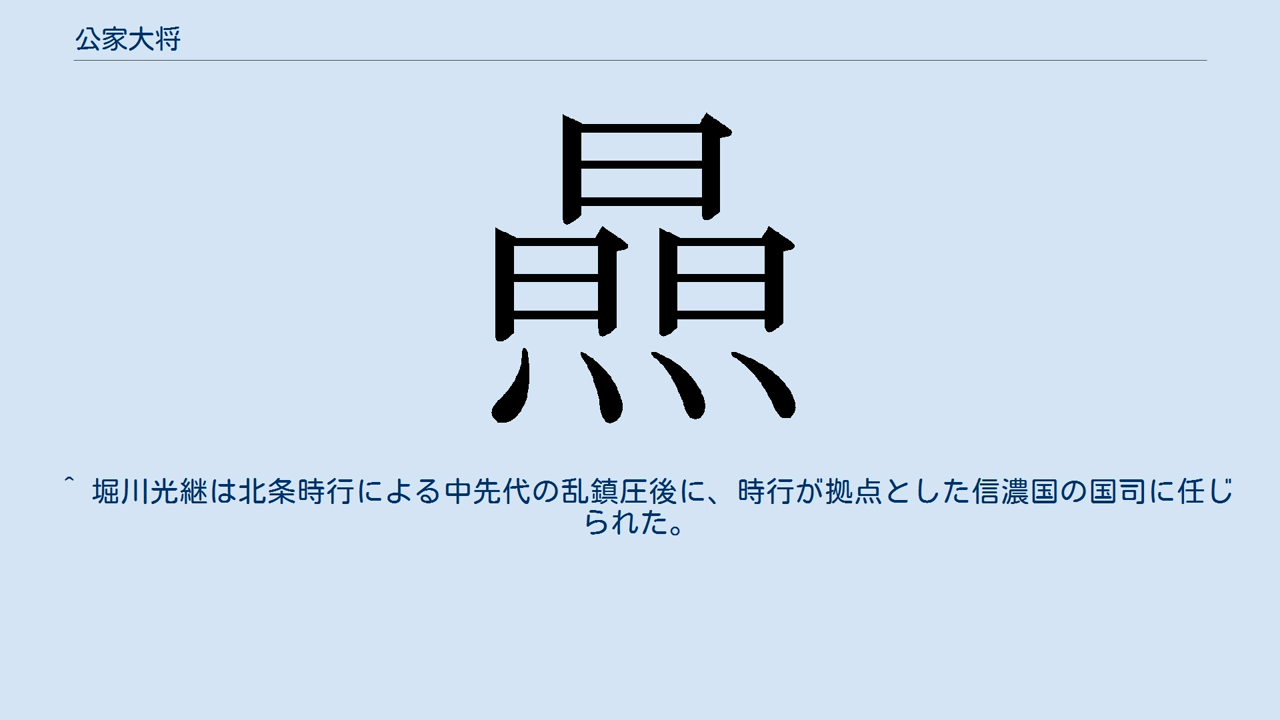 公家大将
^ 堀川光継は北条時行による中先代の乱鎮圧後に、時行が拠点とした信濃国の国司に任じ
られた。